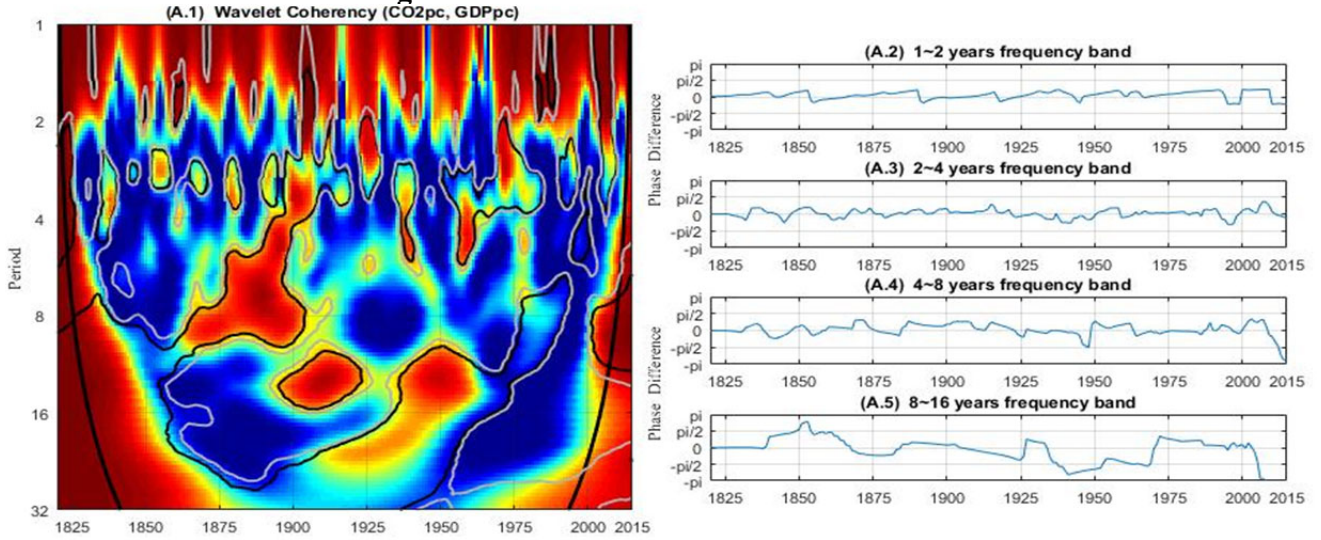 (A.1) Wavelet Coherency (CO2pc, GDPpc)
1
2
4
8
16
32
Period
1825 1850 1875 1900 1925 1950 1975 2000 2015
(A.2) 1~2 years frequency band
pi
pi/2
0
-pi/2
-pi
1825 1850 1875 1900 1925 1950 1975 2000 2015
Phase Difference
(A.3) 2~4 years frequency band
pi
pi/2
0
-pi/2
-pi
1825 1850 1875 1900 1925 1950 1975 2000 2015
(A.4) 4~8 years frequency band
pi
pi/2
0
-pi/2
-pi
1825 1850 1875 1900 1925 1950 1975 2000 2015
Phase Difference
(A.5) 8~16 years frequency band
pi
pi/2
0
-pi/2
-pi
1825 1850 1875 1900 1925 1950 1975 2000 2015